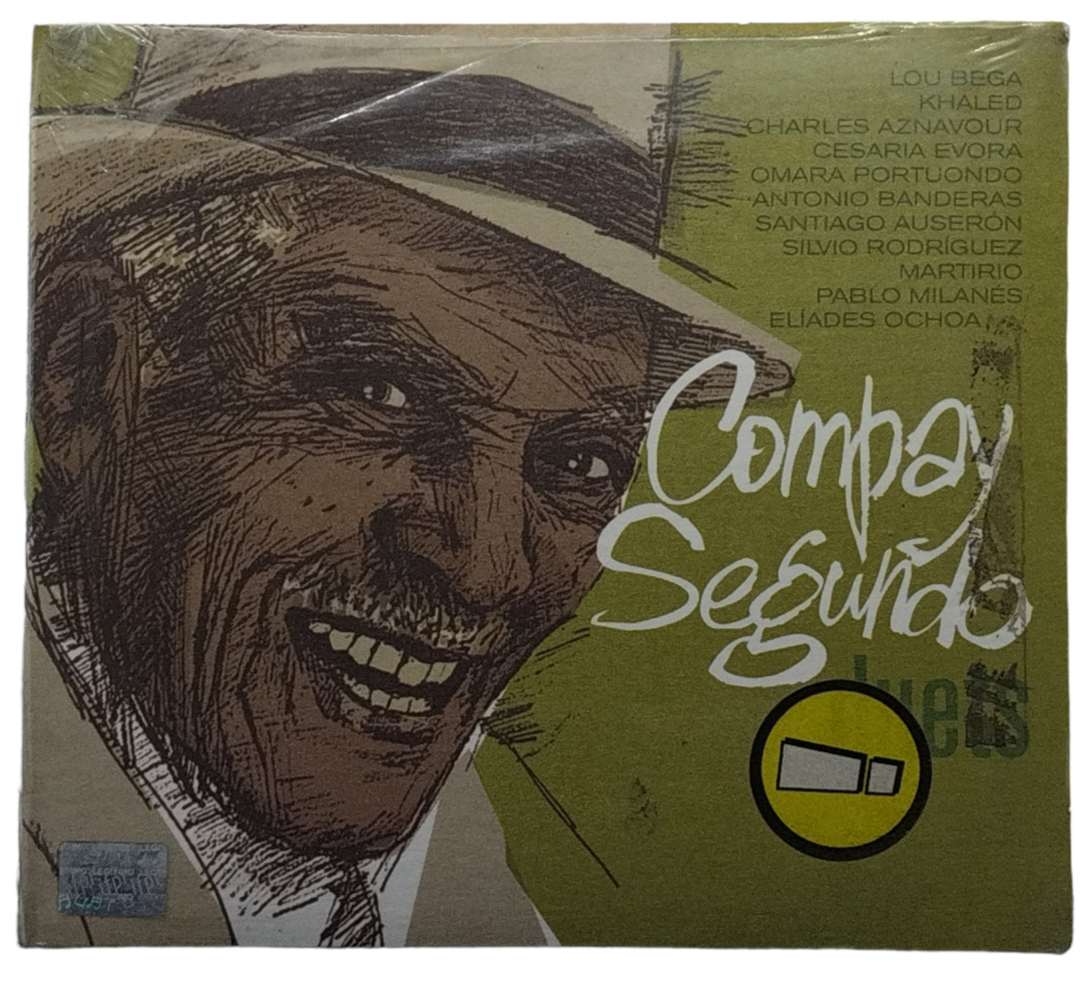 LOU BEGA
KHALED
CHARLES AZNAVOUR
CESARIA EVORA
OMARA PORTUONDO
ANTONIO BANDERAS
SANTIAGO AUSERÓN
SILVIO RODRÍGUEZ
MARTIRIO
PABLO MILANÉS
ELÍADES OCHOA
Compay
Segundo
duets